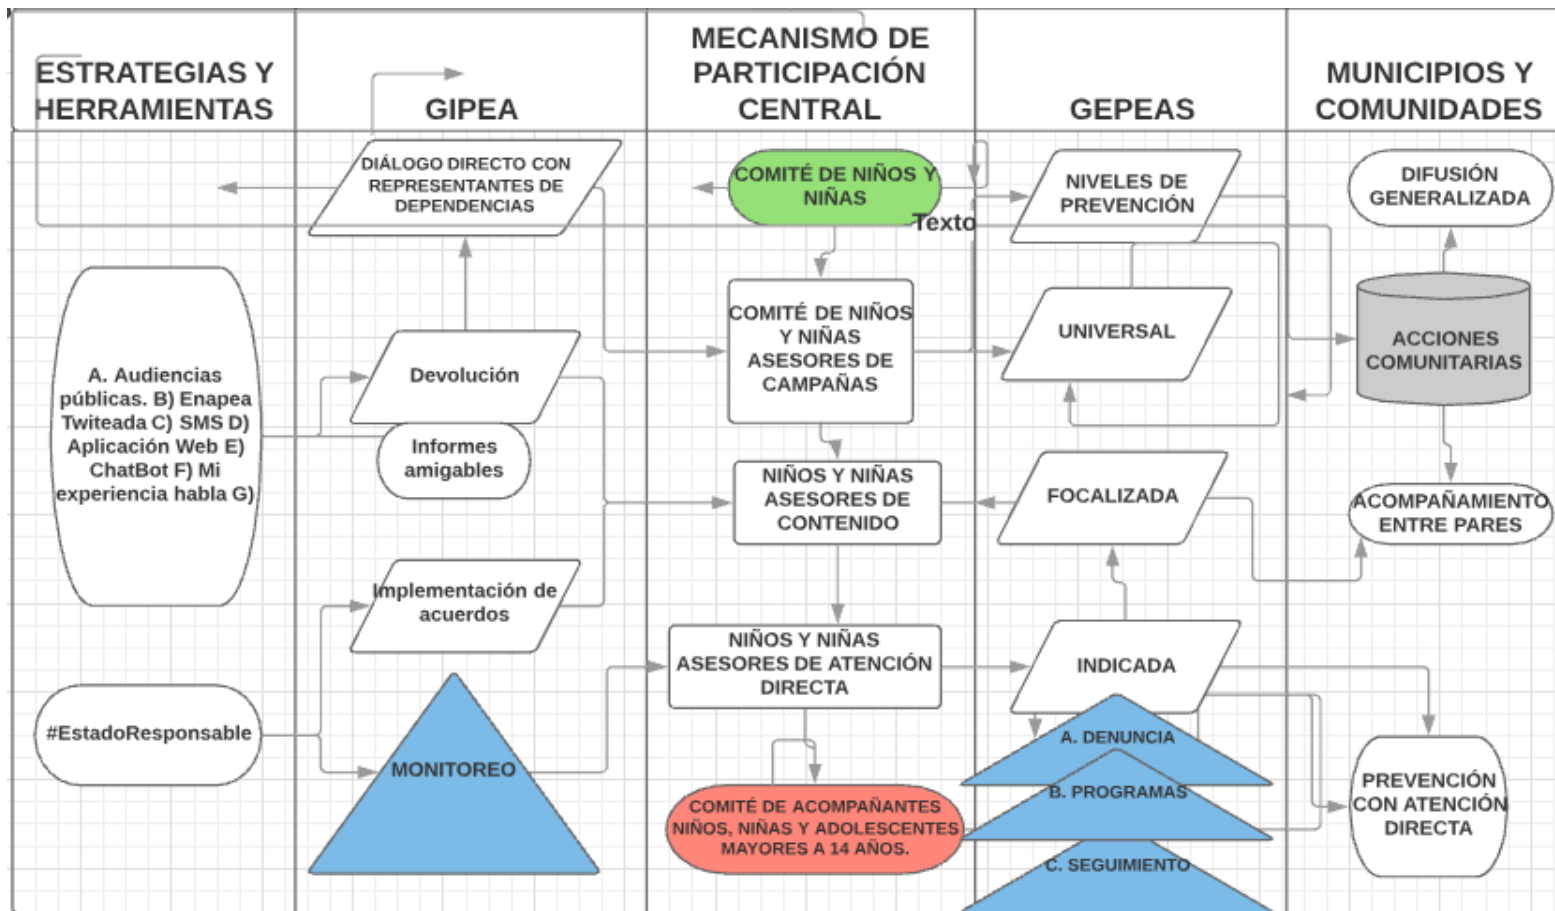 ESTRATEGIAS Y
HERRAMIENTAS
GIPEA
MECANISMO DE
PARTICIPACIÓN
CENTRAL
GEPEAS
MUNICIPIOS Y
COMUNIDADES
DIÁLOGO DIRECTO CON
REPRESENTANTES DE
DEPENDENCIAS
COMITÉ DE NIÑOS Y
NIÑAS
Texto
NIVELES DE
PREVENCIÓN
DIFUSIÓN
GENERALIZADA
A. Audiencias
públicas. B) Enapea
Twiteada C) SMS D)
Aplicación Web E)
ChatBot F) Mi
experiencia habla G)
Devolución
Informes
amigables
COMITÉ DE NIÑOS
Y NIÑAS
ASESORES DE
CAMPAÑAS
UNIVERSAL
ACCIONES
COMUNITARIAS
NIÑOS Y NIÑAS
ASESORES DE
CONTENIDO
FOCALIZADA
ACOMPAÑAMIENTO
ENTRE PARES
Implementación de
acuerdos
NIÑOS Y NIÑAS
ASESORES DE ATENCIÓN
DIRECTA
INDICADA
#EstadoResponsable
MONITOREO
COMITÉ DE ACOMPAÑANTES
NIÑOS, NIÑAS Y ADOLESCENTES
MAYORES A 14 AÑOS.
A. DENUNCIA
B. PROGRAMAS
C. SEGUIMIENTO
PREVENCIÓN
CON ATENCIÓN
DIRECTA